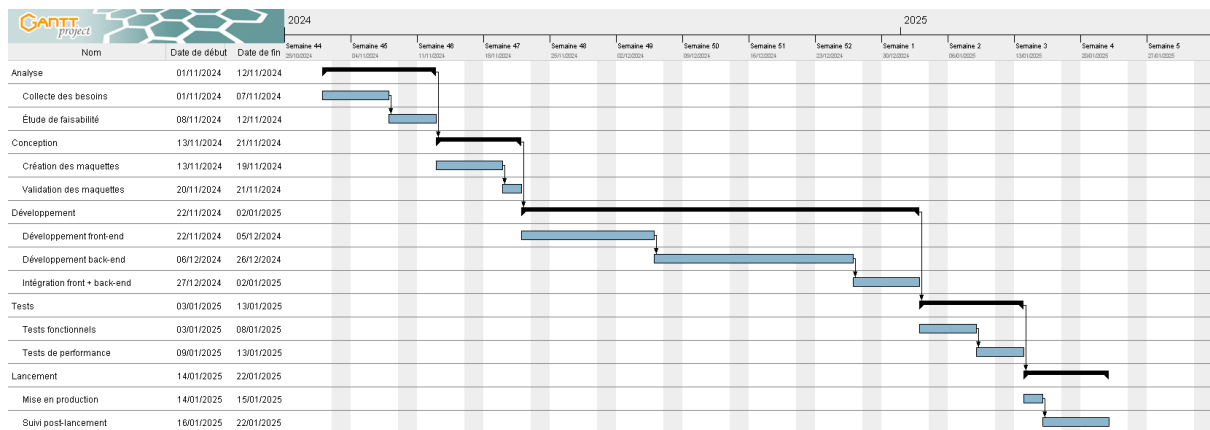 GANTT project
2024 2025
Nom Date de début Date de fin
Semaine 44 Semaine 45 Semaine 46 Semaine 47 Semaine 48 Semaine 49 Semaine 50 Semaine 51 Semaine 52 Semaine 1 Semaine 2 Semaine 3 Semaine 4 Semaine 5
Analyse 01/11/2024 12/11/2024
Collecte des besoins 01/11/2024 07/11/2024
Étude de faisabilité 08/11/2024 12/11/2024
Conception 13/11/2024 21/11/2024
Création des maquettes 13/11/2024 19/11/2024
Validation des maquettes 20/11/2024 21/11/2024
Développement 22/11/2024 02/01/2025
Développement front-end 22/11/2024 05/12/2024
Développement back-end 06/12/2024 26/12/2024
Intégration front + back-end 27/12/2024 02/01/2025
Tests 03/01/2025 13/01/2025
Tests fonctionnels 03/01/2025 08/01/2025
Tests de performance 09/01/2025 13/01/2025
Lancement 14/01/2025 22/01/2025
Mise en production 14/01/2025 15/01/2025
Suivi post-lancement 16/01/2025 22/01/2025